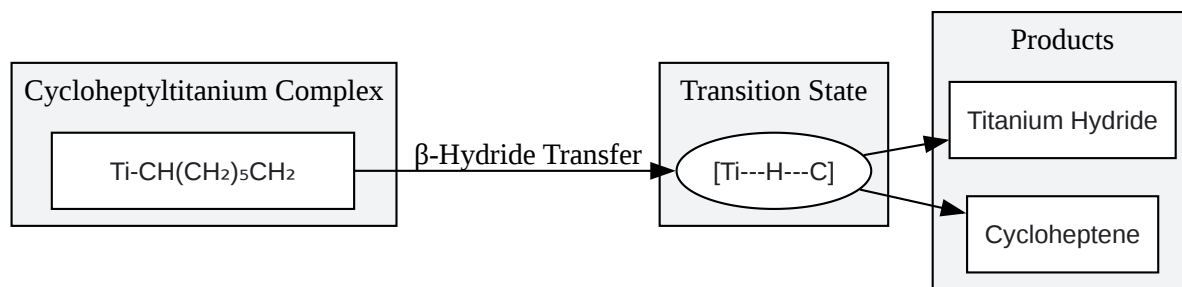 Cycloheptyltitanium Complex
Ti-CH(CH₂)₅CH₂
β-Hydride Transfer
Transition State
[Ti---H---C]
Products
Titanium Hydride
Cycloheptene